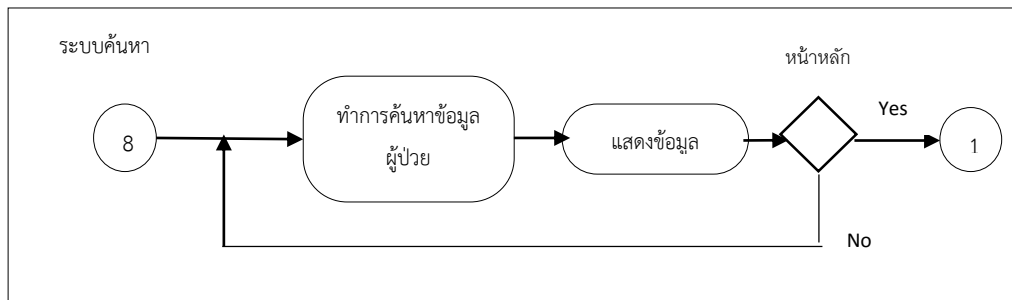 ระบบค้นหา
หน้าหลัก
8
ทำการค้นหาข้อมูล
ผู้ป่วย
แสดงข้อมูล
Yes
1
No